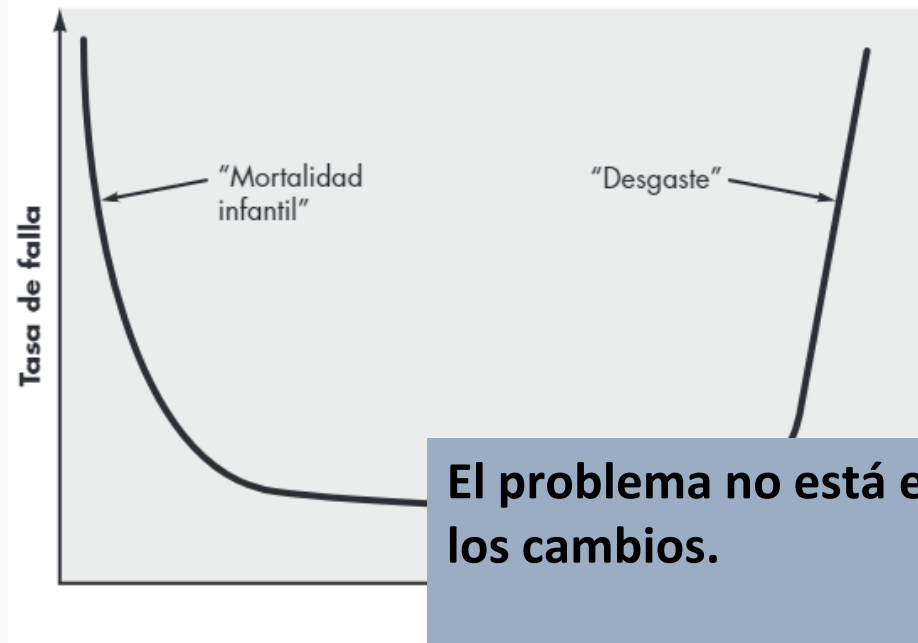 “Mortalidad
infantil”
“Desgaste”
Tasa de falla
El problema no está
los cambios.